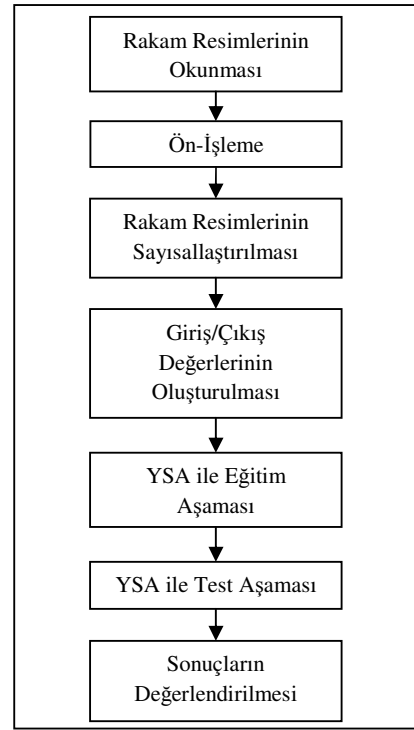 Rakam Resimlerinin
Okunması
Ön-İşleme
Rakam Resimlerinin
Sayısallaştırılması
Giriş/Çıkış
Değerlerinin
Oluşturulması
YSA ile Eğitim
Aşaması
YSA ile Test Aşaması
Sonuçların
Değerlendirilmesi